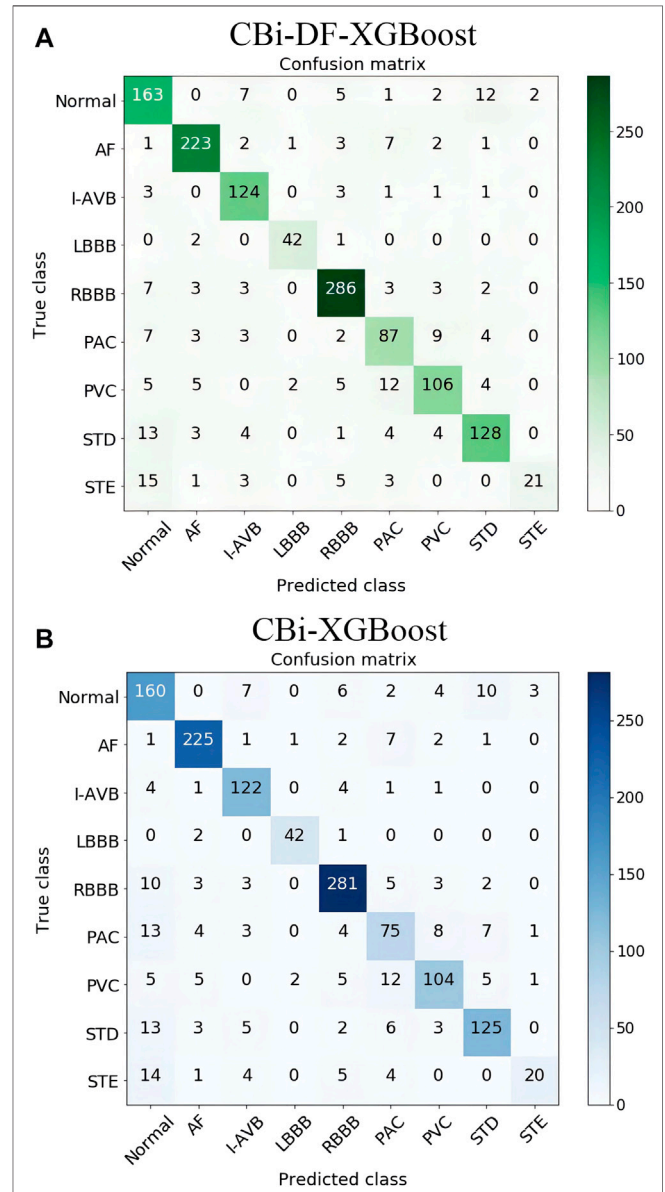 A
CBi-DF-XGBoost
Confusion matrix
Normal 163 0 7 0 5 1 2 12 2
AF 1 223 2 1 3 7 2 1 0
I-AVB 3 0 124 0 3 1 1 1 0
LBBB 0 2 0 42 1 0 0 0 0
RBBB 7 3 3 0 286 3 3 2 0
PAC 7 3 3 0 2 87 9 4 0
PVC 5 5 0 2 5 12 106 4 0
STD 13 3 4 0 1 4 4 128 0
STE 15 1 3 0 5 3 0 0 21
True class
Normal AF I-AVB LBBB RBBB PAC PVC STD STE
Predicted class
250
200
150
100
50
0
B
CBi-XGBoost
Confusion matrix
Normal 160 0 7 0 6 2 4 10 3
AF 1 225 1 1 2 7 2 1 0
I-AVB 4 1 122 0 4 1 1 0 0
LBBB 0 2 0 42 1 0 0 0 0
RBBB 10 3 3 0 281 5 3 2 0
PAC 13 4 3 0 4 75 8 7 1
PVC 5 5 0 2 5 12 104 5 1
STD 13 3 5 0 2 6 3 125 0
STE 14 1 4 0 5 4 0 0 20
True class
Normal AF I-AVB LBBB RBBB PAC PVC STD STE
Predicted class
250
200
150
100
50
0